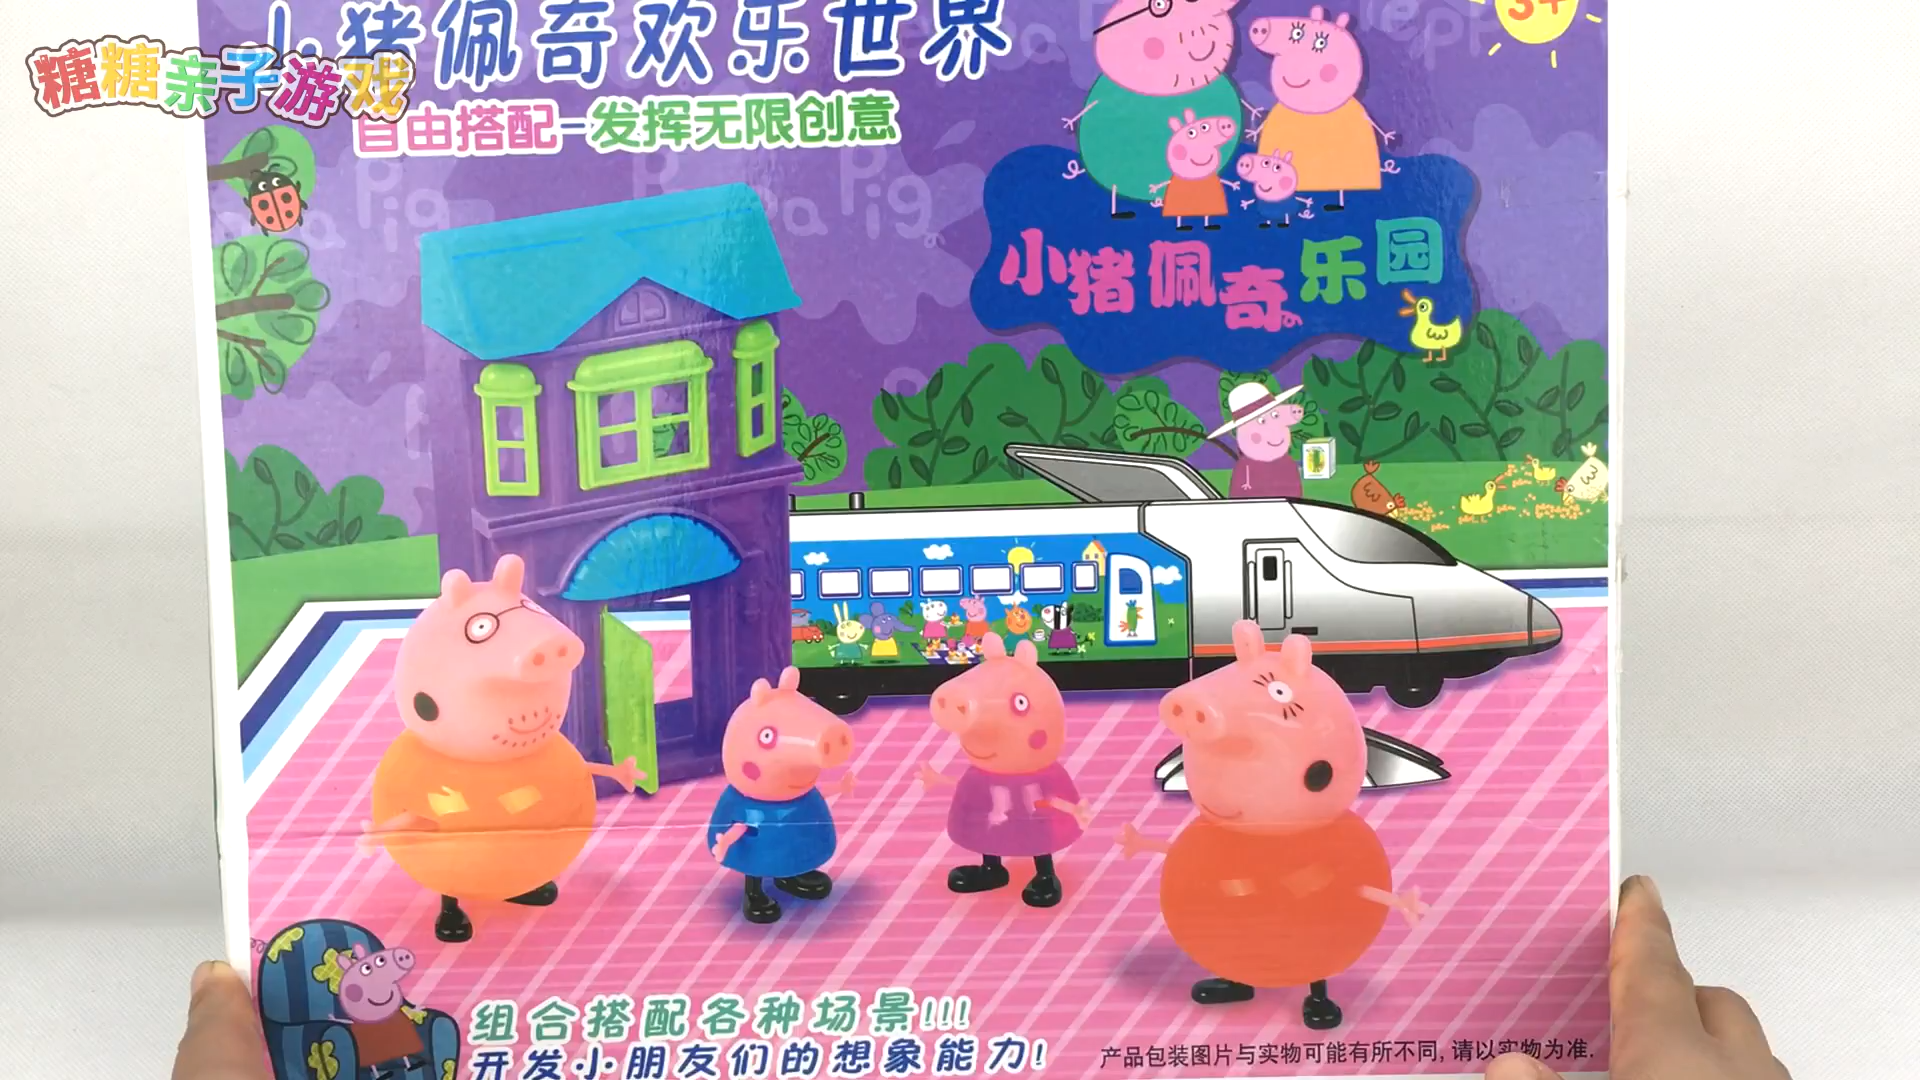 小猪佩奇欢乐世界
糖糖亲子游戏
自由搭配-发挥无限创意
3+
Pig
Pig
小猪佩奇乐园
组合搭配各种场景!!!
开发小朋友们的想象能力!
产品包装图片与实物可能有所不同,请以实物为准.